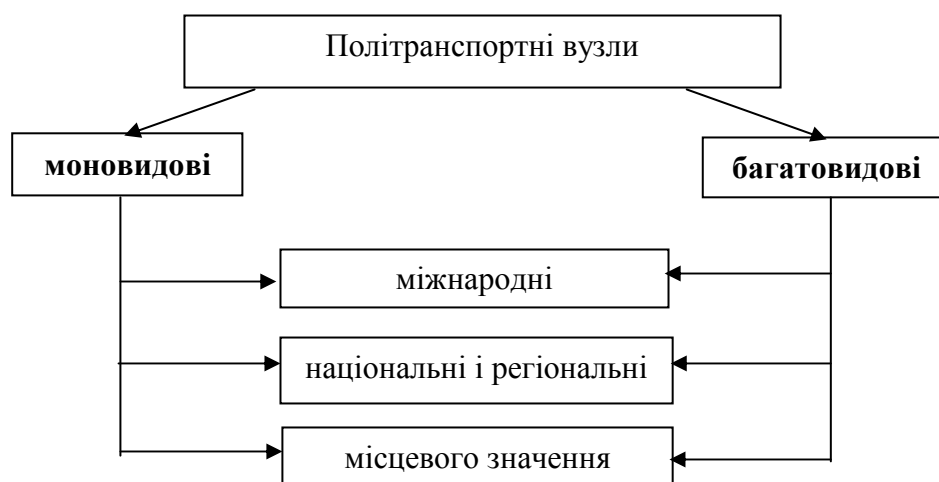 Політранспортні вузли
моновидові
багатовидові
міжнародні
національні і регіональні
місцевого значення